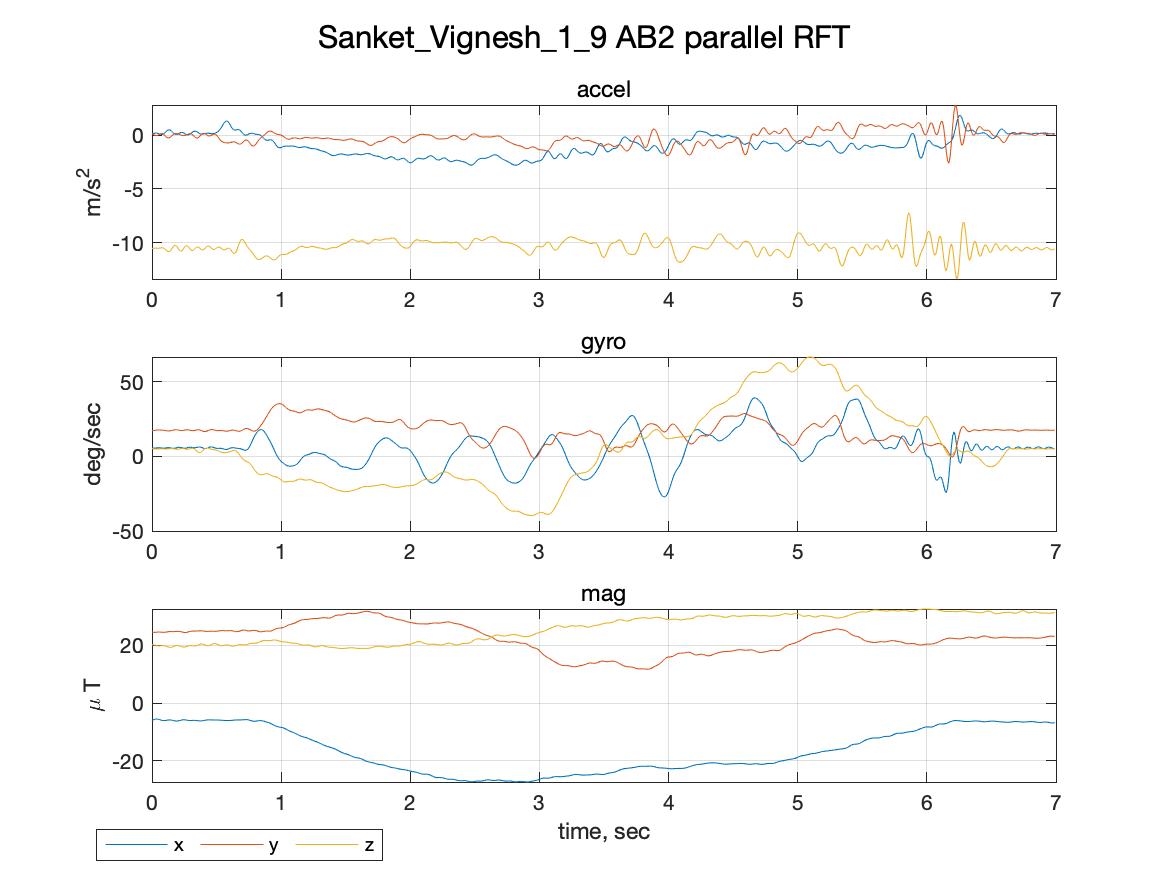 Sanket_Vignesh_1_9 AB2 parallel RFT
accel
0
-5
-10
m/s2
0 1 2 3 4 5 6 7
gyro
50
0
-50
deg/sec
0 1 2 3 4 5 6 7
mag
20
0
-20
μ T
0 1 2 3 4 5 6 7
time, sec
x y z